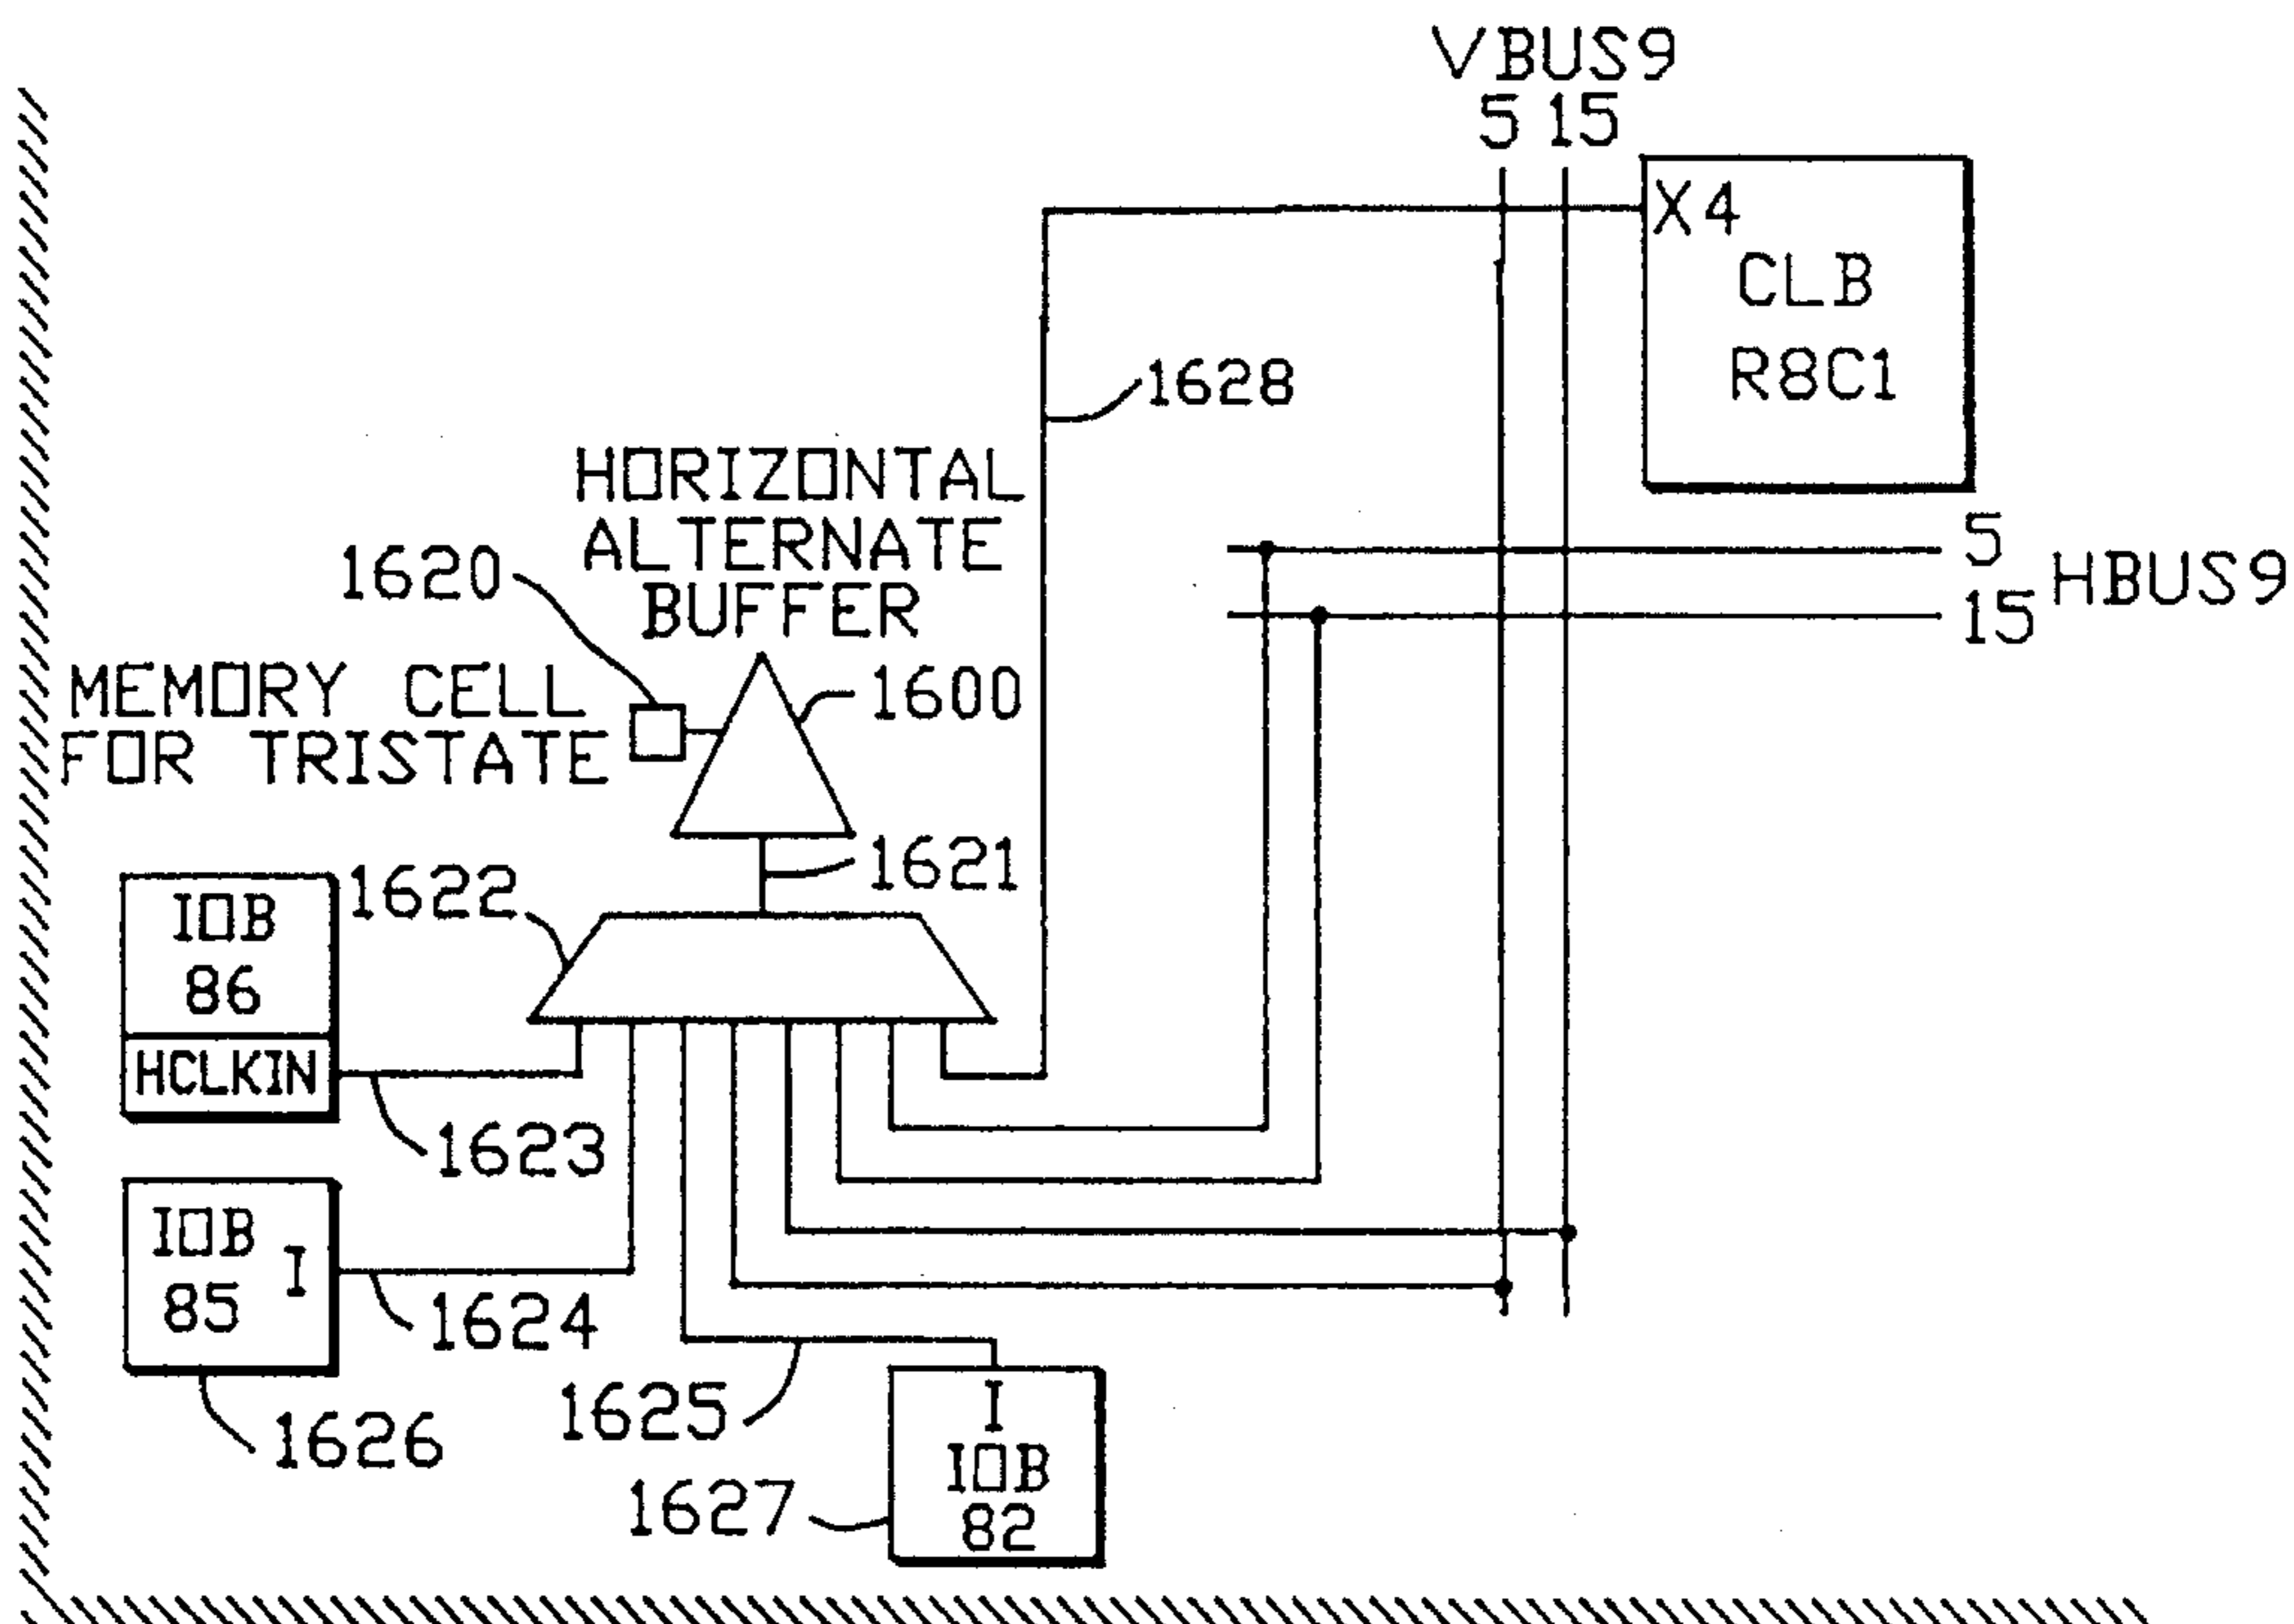 VBUS9
5 15
X4
CLB
R8C1
1628
HORIZONTAL
ALTERNATE
BUFFER
5
HBUS9
15
1620
MEMORY CELL
FOR TRISTATE
1600
1621
1622
IOB
86
HCLKIN
1623
IOB
I
85
1624
1626
1625
I
IOB
82
1627